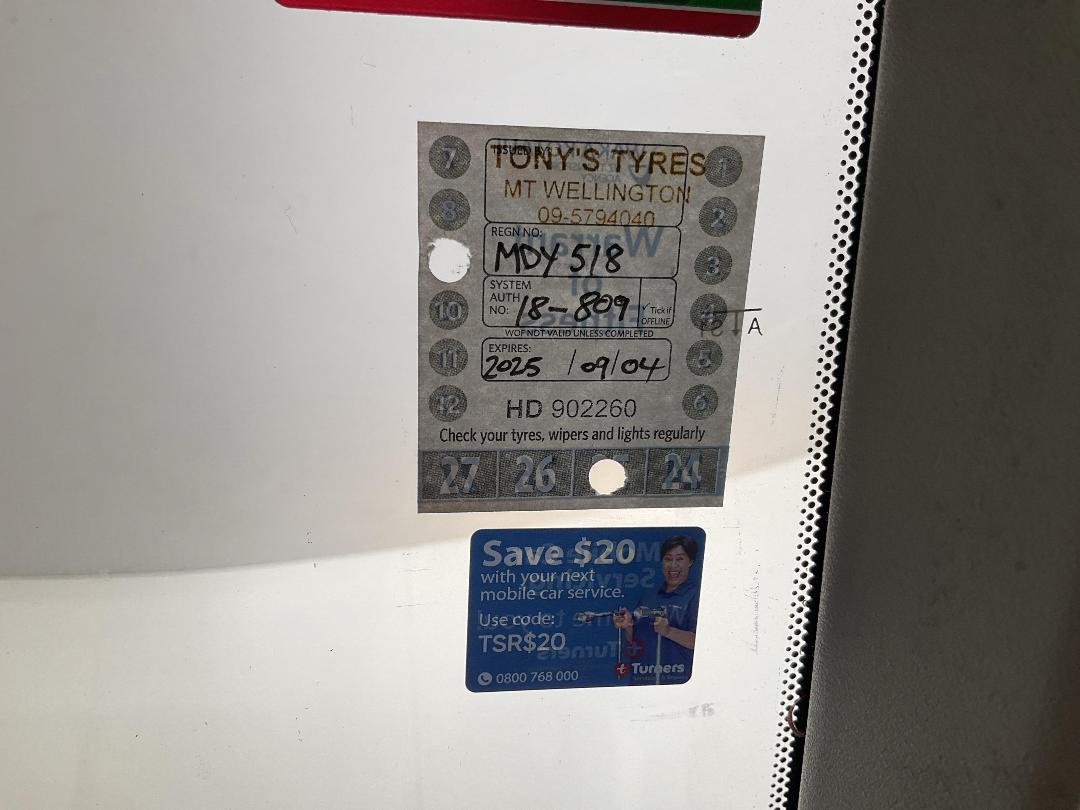 ISSUED BY:
TONY'S TYRES
MT WELLINGTON
09-5794040
REGN NO:
MDY 518
SYSTEM
AUTH
NO: 18-809
✓ Tick if
OFFLINE
WOF NOT VALID UNLESS COMPLETED
EXPIRES:
2025 / 09 / 04
HD 902260
Check your tyres, wipers and lights regularly
7
8
10
11
12
1
2
3
4
5
6
27 26 24
Warrant
of
Fitness
A
Save $20
with your next
mobile car service.
Use code:
TSR$20
0800 768 000
Turners